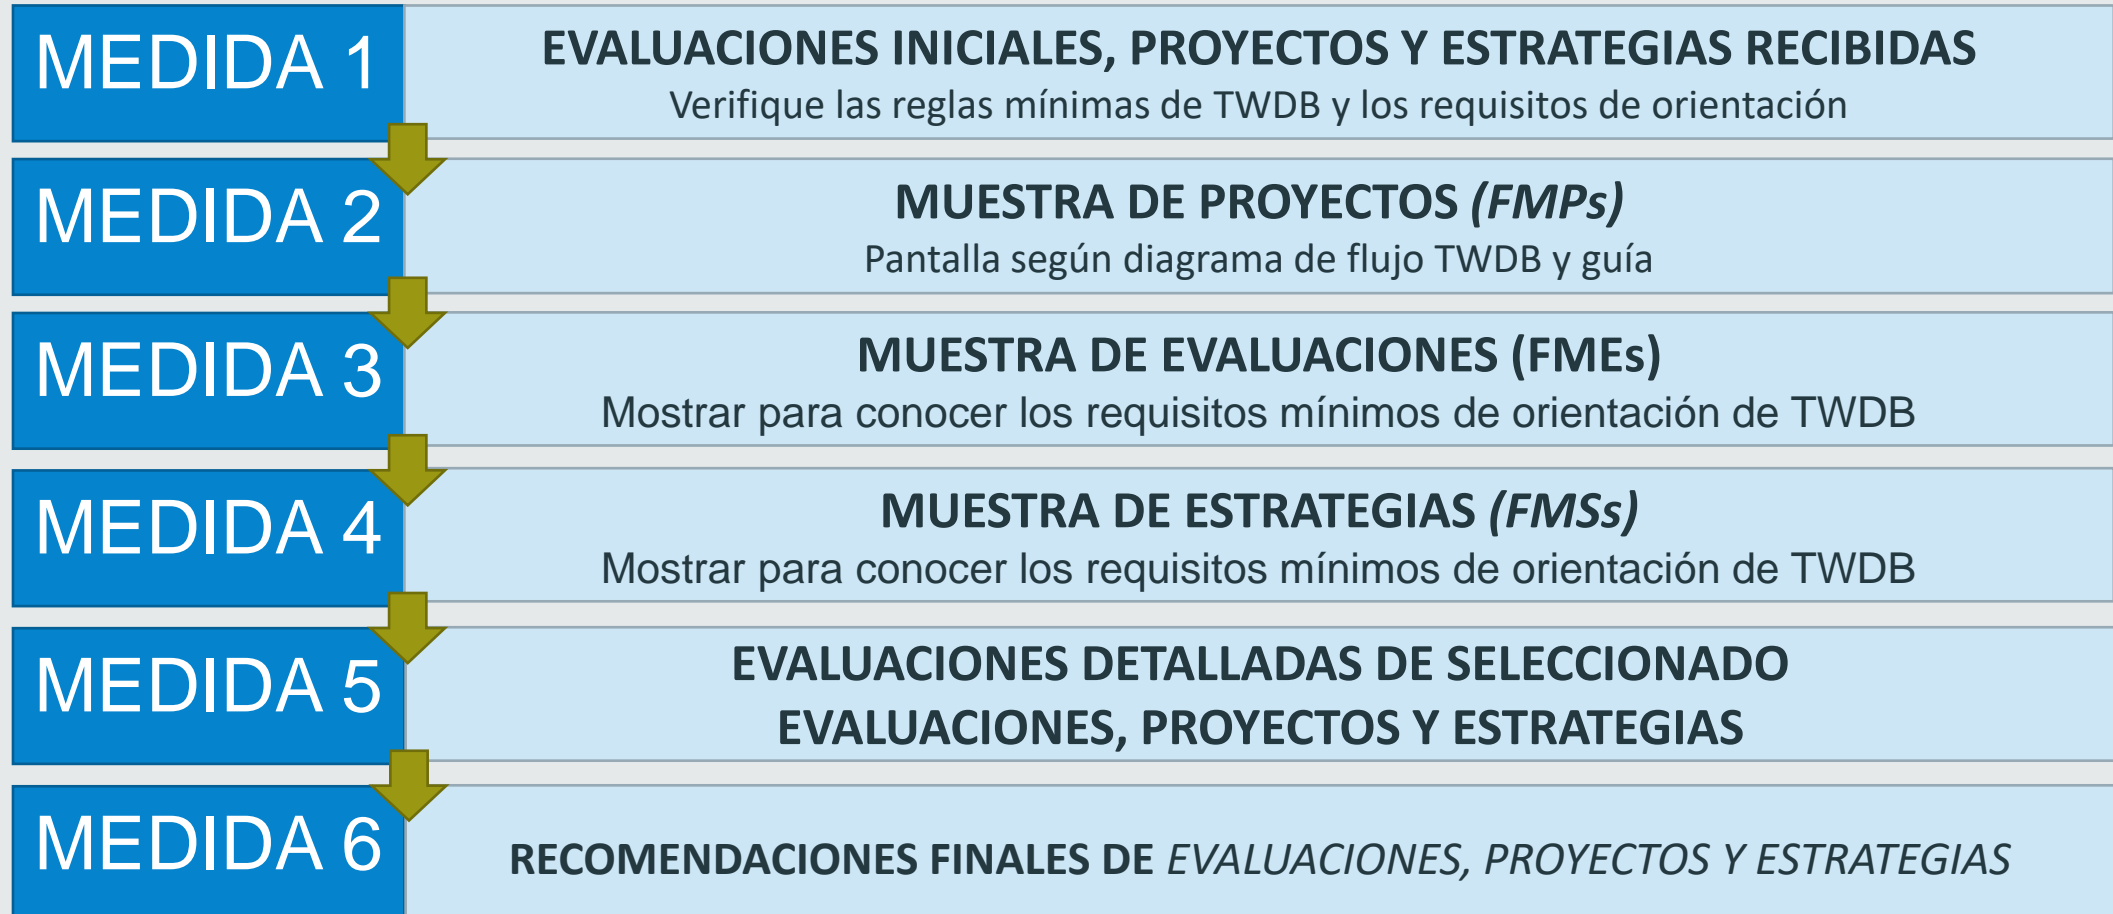 MEDIDA 1
EVALUACIONES INICIALES, PROYECTOS Y ESTRATEGIAS RECIBIDAS
Verifique las reglas mínimas de TWDB y los requisitos de orientación
MEDIDA 2
MUESTRA DE PROYECTOS (FMPs)
Pantalla según diagrama de flujo TWDB y guía
MEDIDA 3
MUESTRA DE EVALUACIONES (FMEs)
Mostrar para conocer los requisitos mínimos de orientación de TWDB
MEDIDA 4
MUESTRA DE ESTRATEGIAS (FMSs)
Mostrar para conocer los requisitos mínimos de orientación de TWDB
MEDIDA 5
EVALUACIONES DETALLADAS DE SELECCIONADO
EVALUACIONES, PROYECTOS Y ESTRATEGIAS
MEDIDA 6
RECOMENDACIONES FINALES DE EVALUACIONES, PROYECTOS Y ESTRATEGIAS